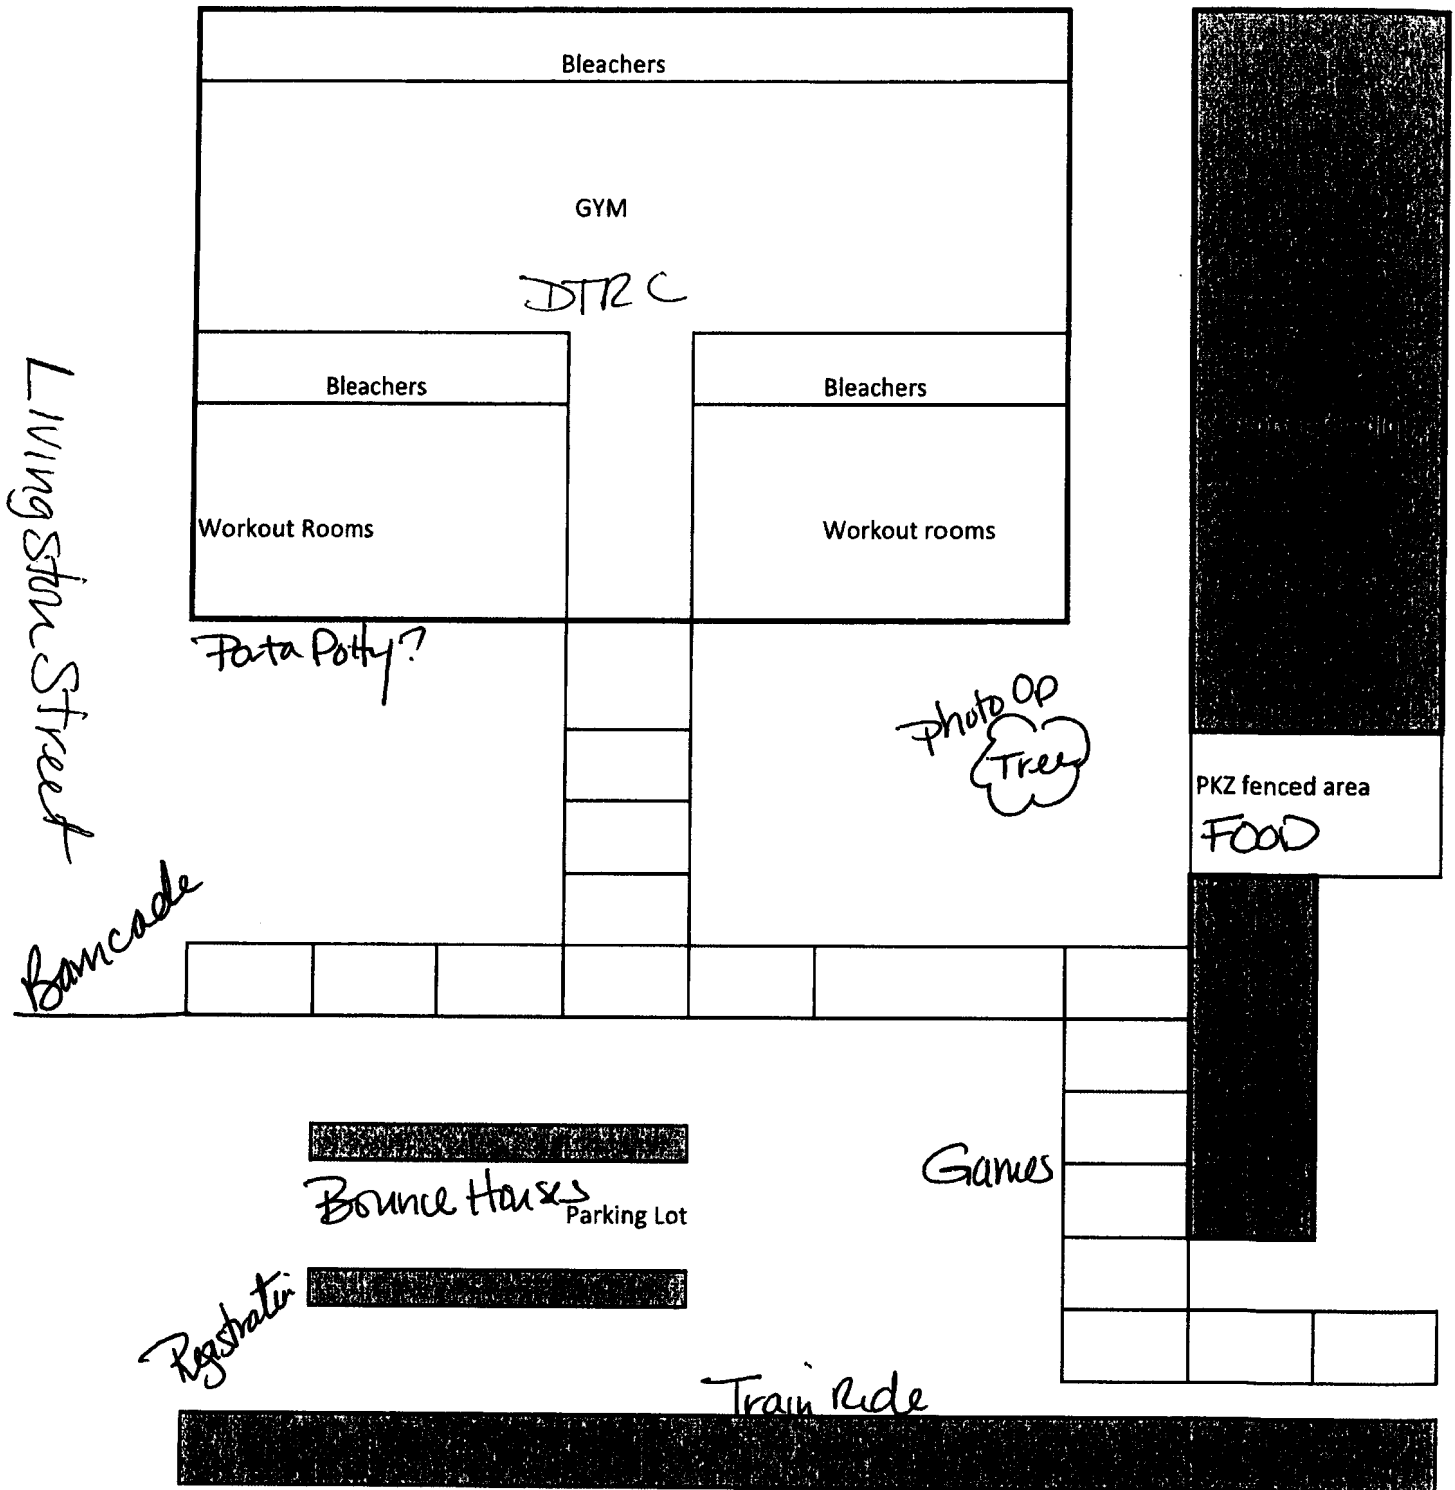 Bleachers
GYM
DTRC
Bleachers
Bleachers
Livingston Street
Workout Rooms
Workout rooms
Porta Potty?
Photo Op
Tree
PKZ fenced area
FOOD
Barricade
Games
Bounce Houses
Parking Lot
Registration
Train Ride